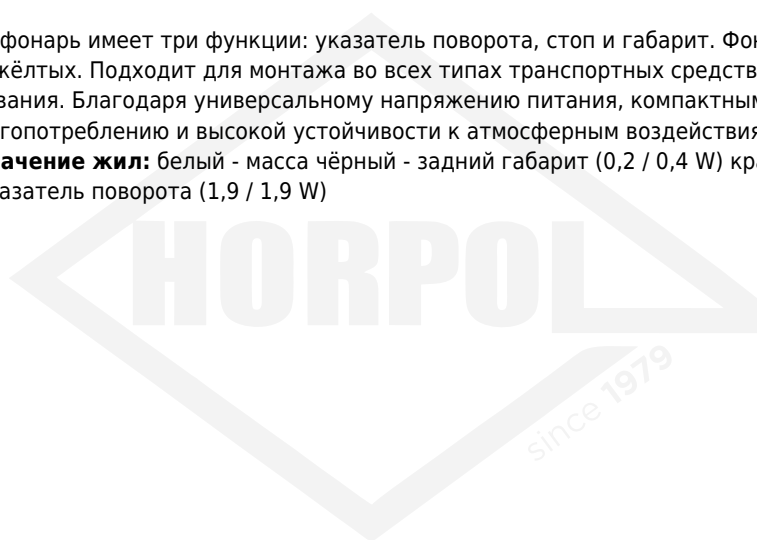 фонарь имеет три функции: указатель поворота, стоп и габарит. Фон
жёлтых. Подходит для монтажа во всех типах транспортных средств
вания. Благодаря универсальному напряжению питания, компактным
гопотреблению и высокой устойчивости к атмосферным воздействия
ачение жил: белый - масса чёрный - задний габарит (0,2 / 0,4 W) кра
азатель поворота (1,9 / 1,9 W)
HORPOL
since 1979